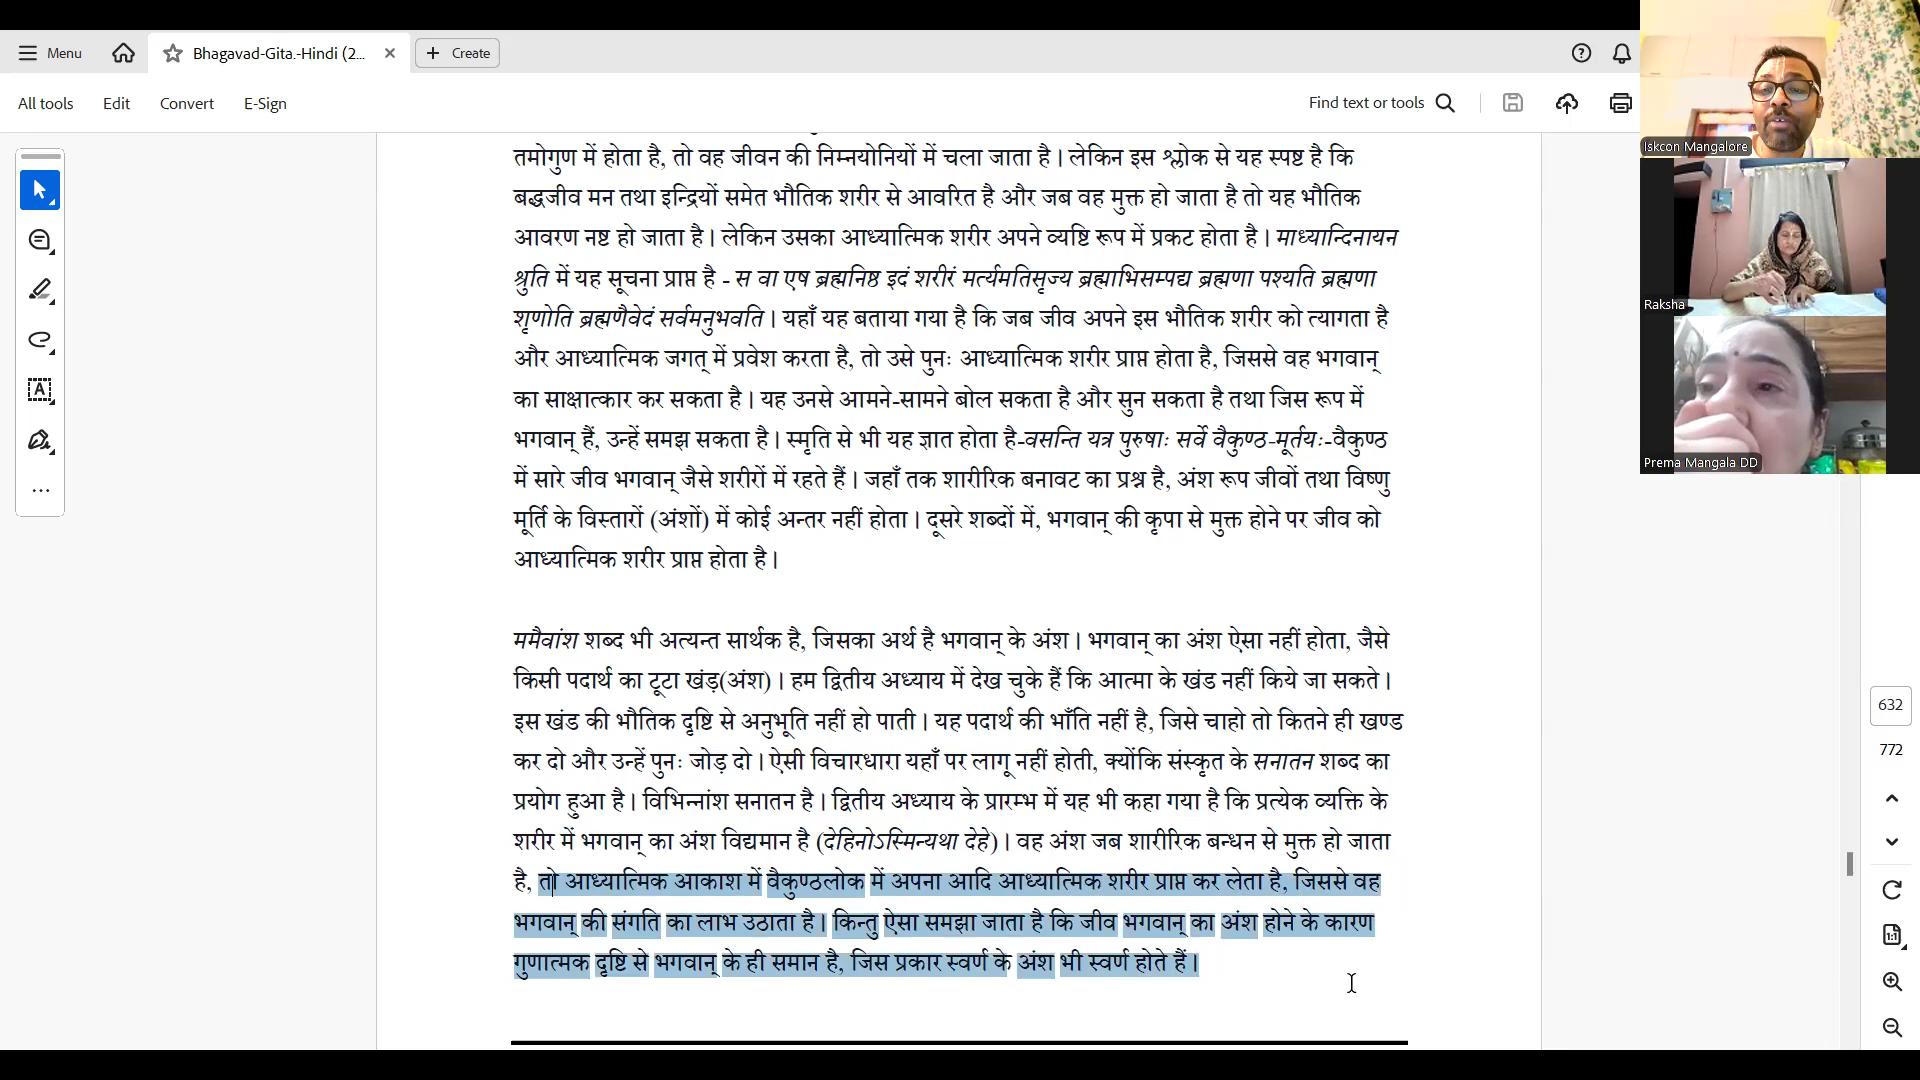 Menu
Bhagavad-Gita.-Hindi (2...
Create
All tools
Edit
Convert
E-Sign
Find text or tools
तमोगुण में होता है, तो वह जीवन की निम्नयोनियों में चला जाता है। लेकिन इस श्लोक से यह स्पष्ट है कि
बद्धजीव मन तथा इन्द्रियों समेत भौतिक शरीर से आवरित है और जब वह मुक्त हो जाता है तो यह भौतिक
आवरण नष्ट हो जाता है। लेकिन उसका आध्यात्मिक शरीर अपने व्यष्टि रूप में प्रकट होता है। माध्यान्दिनायन
श्रुति में यह सूचना प्राप्त है - स वा एष ब्रह्मनिष्ठ इदं शरीरं मर्त्यमतिसृज्य ब्रह्माभिसम्पद्य ब्रह्मणा पश्यति ब्रह्मणा
शृणोति ब्रह्मणैवेदं सर्वमनुभवति। यहाँ यह बताया गया है कि जब जीव अपने इस भौतिक शरीर को त्यागता है
और आध्यात्मिक जगत् में प्रवेश करता है, तो उसे पुनः आध्यात्मिक शरीर प्राप्त होता है, जिससे वह भगवान्
का साक्षात्कार कर सकता है। यह उनसे आमने-सामने बोल सकता है और सुन सकता है तथा जिस रूप में
भगवान् हैं, उन्हें समझ सकता है। स्मृति से भी यह ज्ञात होता है-वसन्ति यत्र पुरुषाः सर्वे वैकुण्ठ-मूर्तयः-वैकुण्ठ
में सारे जीव भगवान् जैसे शरीरों में रहते हैं। जहाँ तक शारीरिक बनावट का प्रश्न है, अंश रूप जीवों तथा विष्णु
मूर्ति के विस्तारों (अंशों) में कोई अन्तर नहीं होता। दूसरे शब्दों में, भगवान् की कृपा से मुक्त होने पर जीव को
आध्यात्मिक शरीर प्राप्त होता है।
ममैवांश शब्द भी अत्यन्त सार्थक है, जिसका अर्थ है भगवान् के अंश। भगवान् का अंश ऐसा नहीं होता, जैसे
किसी पदार्थ का टूटा खंड़(अंश)। हम द्वितीय अध्याय में देख चुके हैं कि आत्मा के खंड नहीं किये जा सकते।
इस खंड की भौतिक दृष्टि से अनुभूति नहीं हो पाती। यह पदार्थ की भाँति नहीं है, जिसे चाहो तो कितने ही खण्ड
कर दो और उन्हें पुनः जोड़ दो। ऐसी विचारधारा यहाँ पर लागू नहीं होती, क्योंकि संस्कृत के सनातन शब्द का
प्रयोग हुआ है। विभिन्नांश सनातन है। द्वितीय अध्याय के प्रारम्भ में यह भी कहा गया है कि प्रत्येक व्यक्ति के
शरीर में भगवान् का अंश विद्यमान है (देहिनोऽस्मिन्यथा देहे)। वह अंश जब शारीरिक बन्धन से मुक्त हो जाता
है, तो आध्यात्मिक आकाश में वैकुण्ठलोक में अपना आदि आध्यात्मिक शरीर प्राप्त कर लेता है, जिससे वह
भगवान् की संगति का लाभ उठाता है। किन्तु ऐसा समझा जाता है कि जीव भगवान् का अंश होने के कारण
गुणात्मक दृष्टि से भगवान् के ही समान है, जिस प्रकार स्वर्ण के अंश भी स्वर्ण होते हैं।
632
772
Iskcon Mangalore
Raksha
Prema Mangala DD